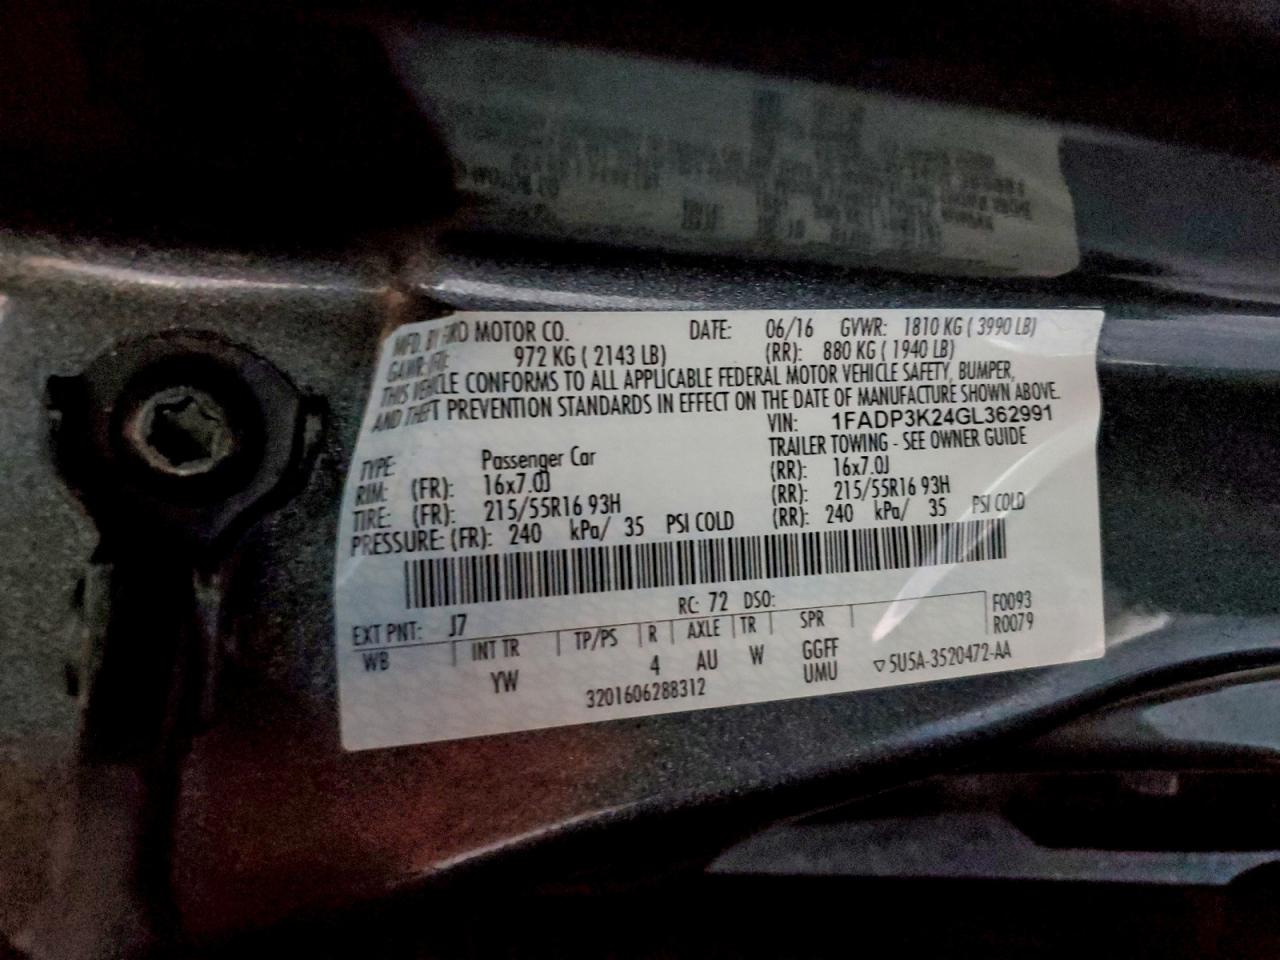 MFD. BY FORD MOTOR CO. DATE: 06/16 GVWR: 1810 KG ( 3990 LB)
GAWR: FR: 972 KG ( 2143 LB) (RR): 880 KG ( 1940 LB)
THIS VEHICLE CONFORMS TO ALL APPLICABLE FEDERAL MOTOR VEHICLE SAFETY, BUMPER,
AND THEFT PREVENTION STANDARDS IN EFFECT ON THE DATE OF MANUFACTURE SHOWN ABOVE.
VIN: 1FADP3K24GL362991
TYPE: Passenger Car TRAILER TOWING - SEE OWNER GUIDE
RIM: (FR): 16x7.0J (RR): 16x7.0J
TIRE: (FR): 215/55R16 93H (RR): 215/55R16 93H
PRESSURE: (FR): 240 kPa/ 35 PSI COLD (RR): 240 kPa/ 35 PSI COLD
RC: 72 DSO: F0093
EXT PNT: J7 R0079
WB INT TR TP/PS R AXLE TR SPR
YW 4 AU W GGFF
UMU
3201606288312 ▽5U5A-3520472-AA